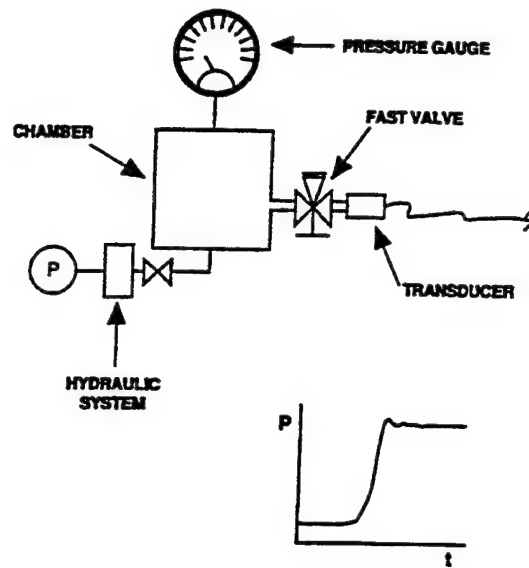 PRESSURE GAUGE
FAST VALVE
CHAMBER
P
TRANSDUCER
HYDRAULIC
SYSTEM
P
t